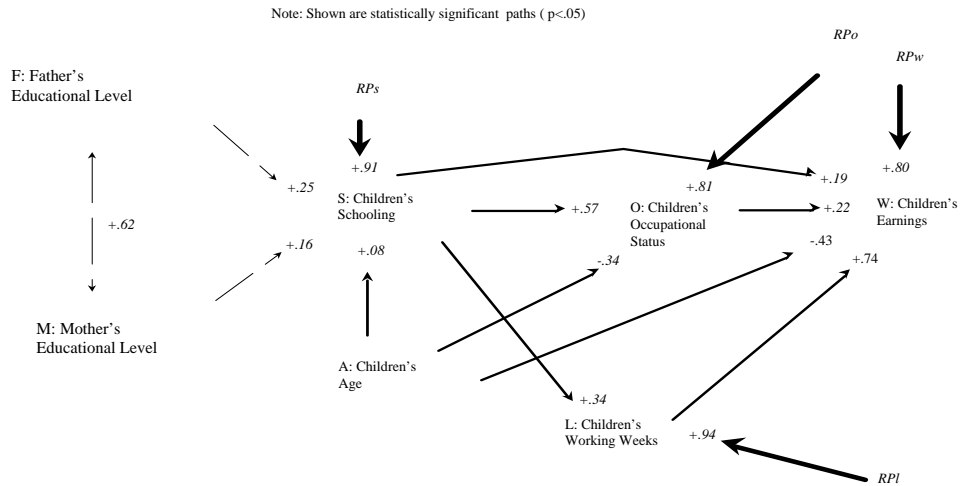 Note: Shown are statistically significant paths ( p<.05)
RPo
RPw
F: Father's
Educational Level
RPs
+.91
+.81
+.80
+.19
+.25
S: Children's
Schooling
+.57
O: Children's
Occupational
Status
+.22
W: Children's
Earnings
+.62
+.16
+.08
-.34
-.43
+.74
M: Mother's
Educational Level
A: Children's
Age
+.34
L: Children's
Working Weeks
+.94
RPl